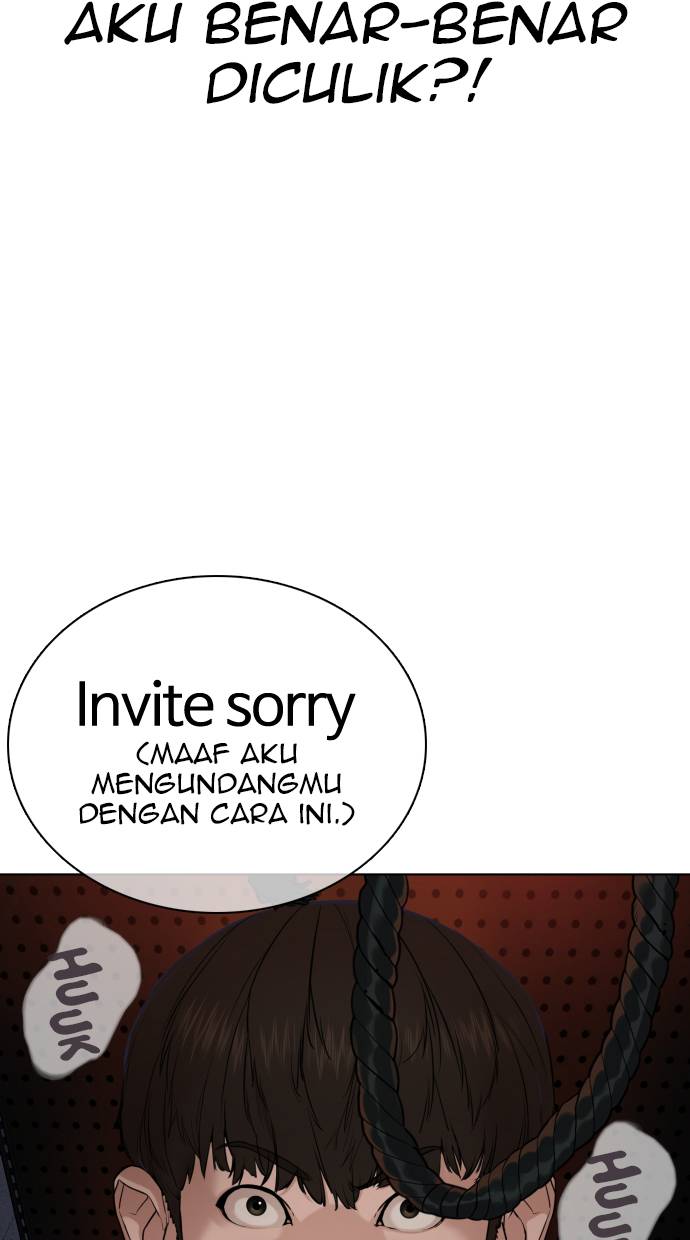 AKU BENAR-BENAR
DICULIK?!
Invite sorry
(MAAF AKU
MENGUNDANGMU
DENGAN CARA INI.)
HUUK
HUUK